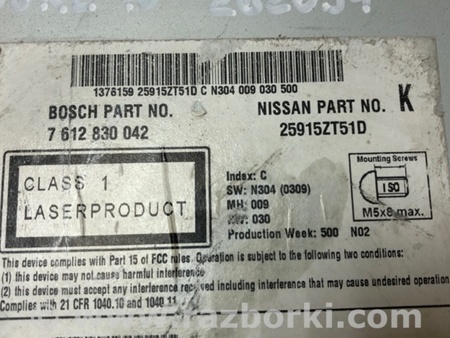 1376159 25915ZT51D C N304 009 030 500
BOSCH PART NO.
7 612 830 042
NISSAN PART NO.
25915ZT51D
K
CLASS 1
LASERPRODUCT
Index: C
SW: N304 (0309)
MH: 009
030
Production Week: 500 N02
Mounting Screws
ISO
M5x8 max.
This device complies with Part 15 of FCC rules. Operation is subject to the following two conditions:
(1) this device may not cause harmful interference
(2) this device must accept any interference received including interference that may cause undesired operation
Complies with 21 CFR 1040.10 and 1040.11
razborki.com